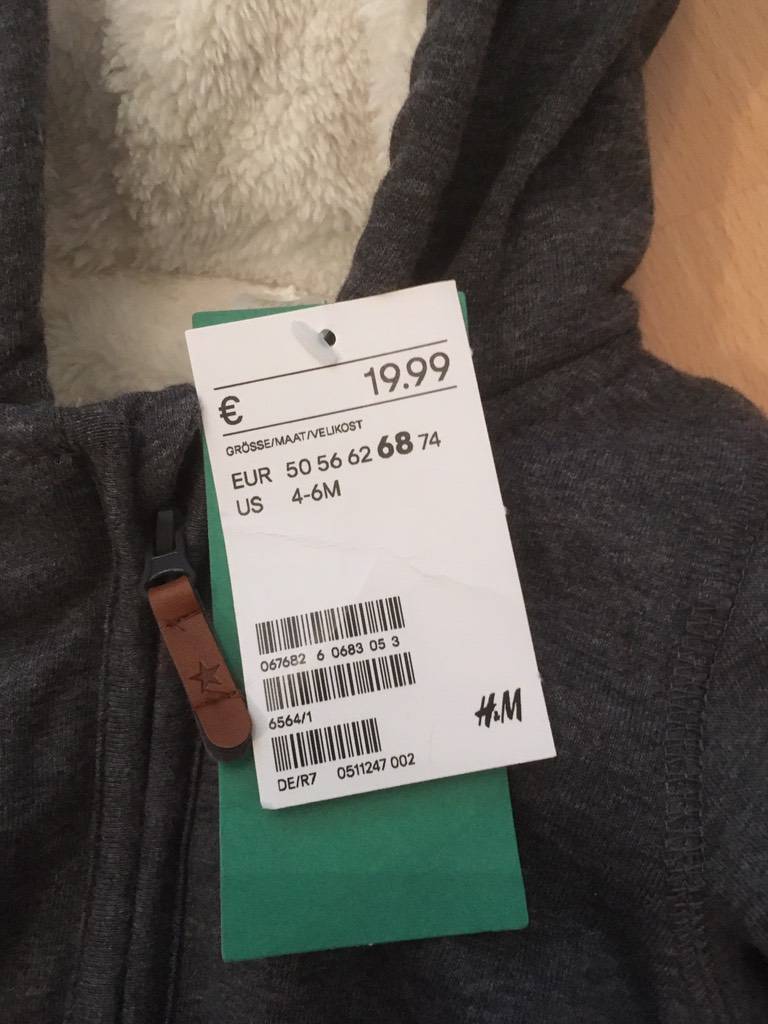 € 19.99
GRÖSSE/MAAT/VELIKOST
EUR 50 56 62 68 74
US 4-6M
067682 6 0683 05 3
6564/1
DE/R7 0511247 002
H&M